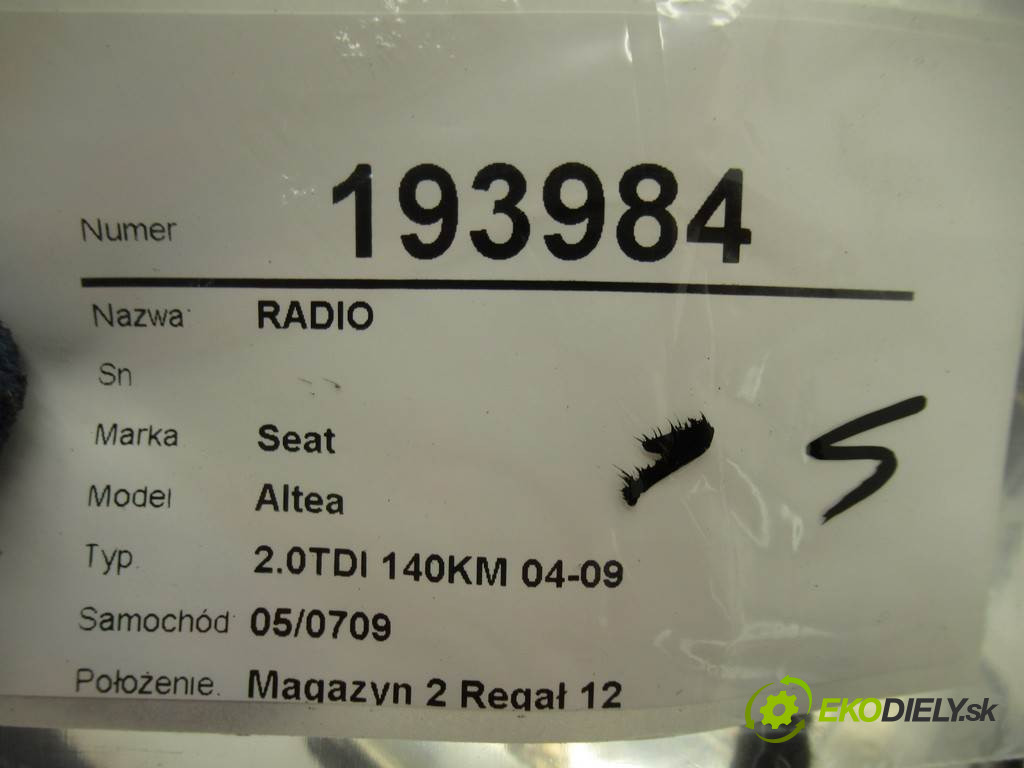 Numer 193984
Nazwa: RADIO
Sn
Marka Seat
Model Altea
Typ 2.0TDI 140KM 04-09
Samochód 05/0709
Położenie. Magazyn 2 Regał 12
EKODIELY.sk